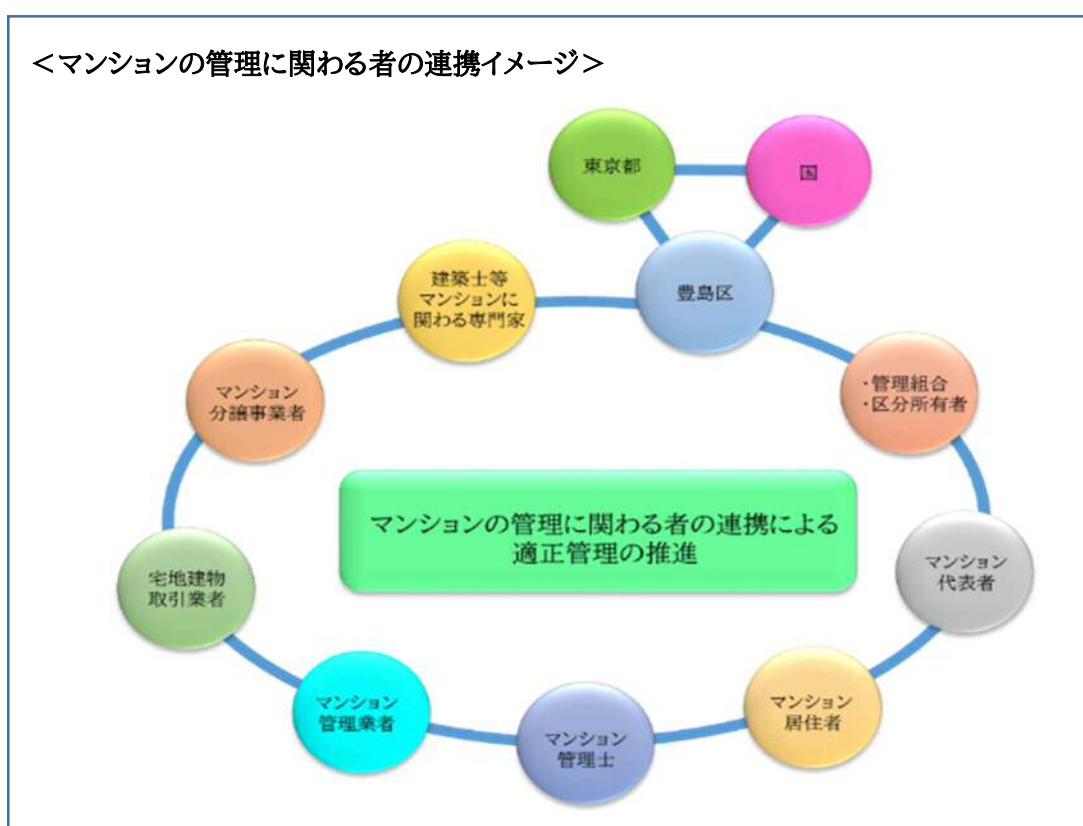 ＜マンションの管理に関わる者の連携イメージ＞
東京都
国
豊島区
建築士等
マンションに
関わる専門家
・管理組合
・区分所有者
マンション
分譲事業者
マンションの管理に関わる者の連携による
適正管理の推進
マンション
代表者
宅地建物
取引業者
マンション
居住者
マンション
管理業者
マンション
管理士